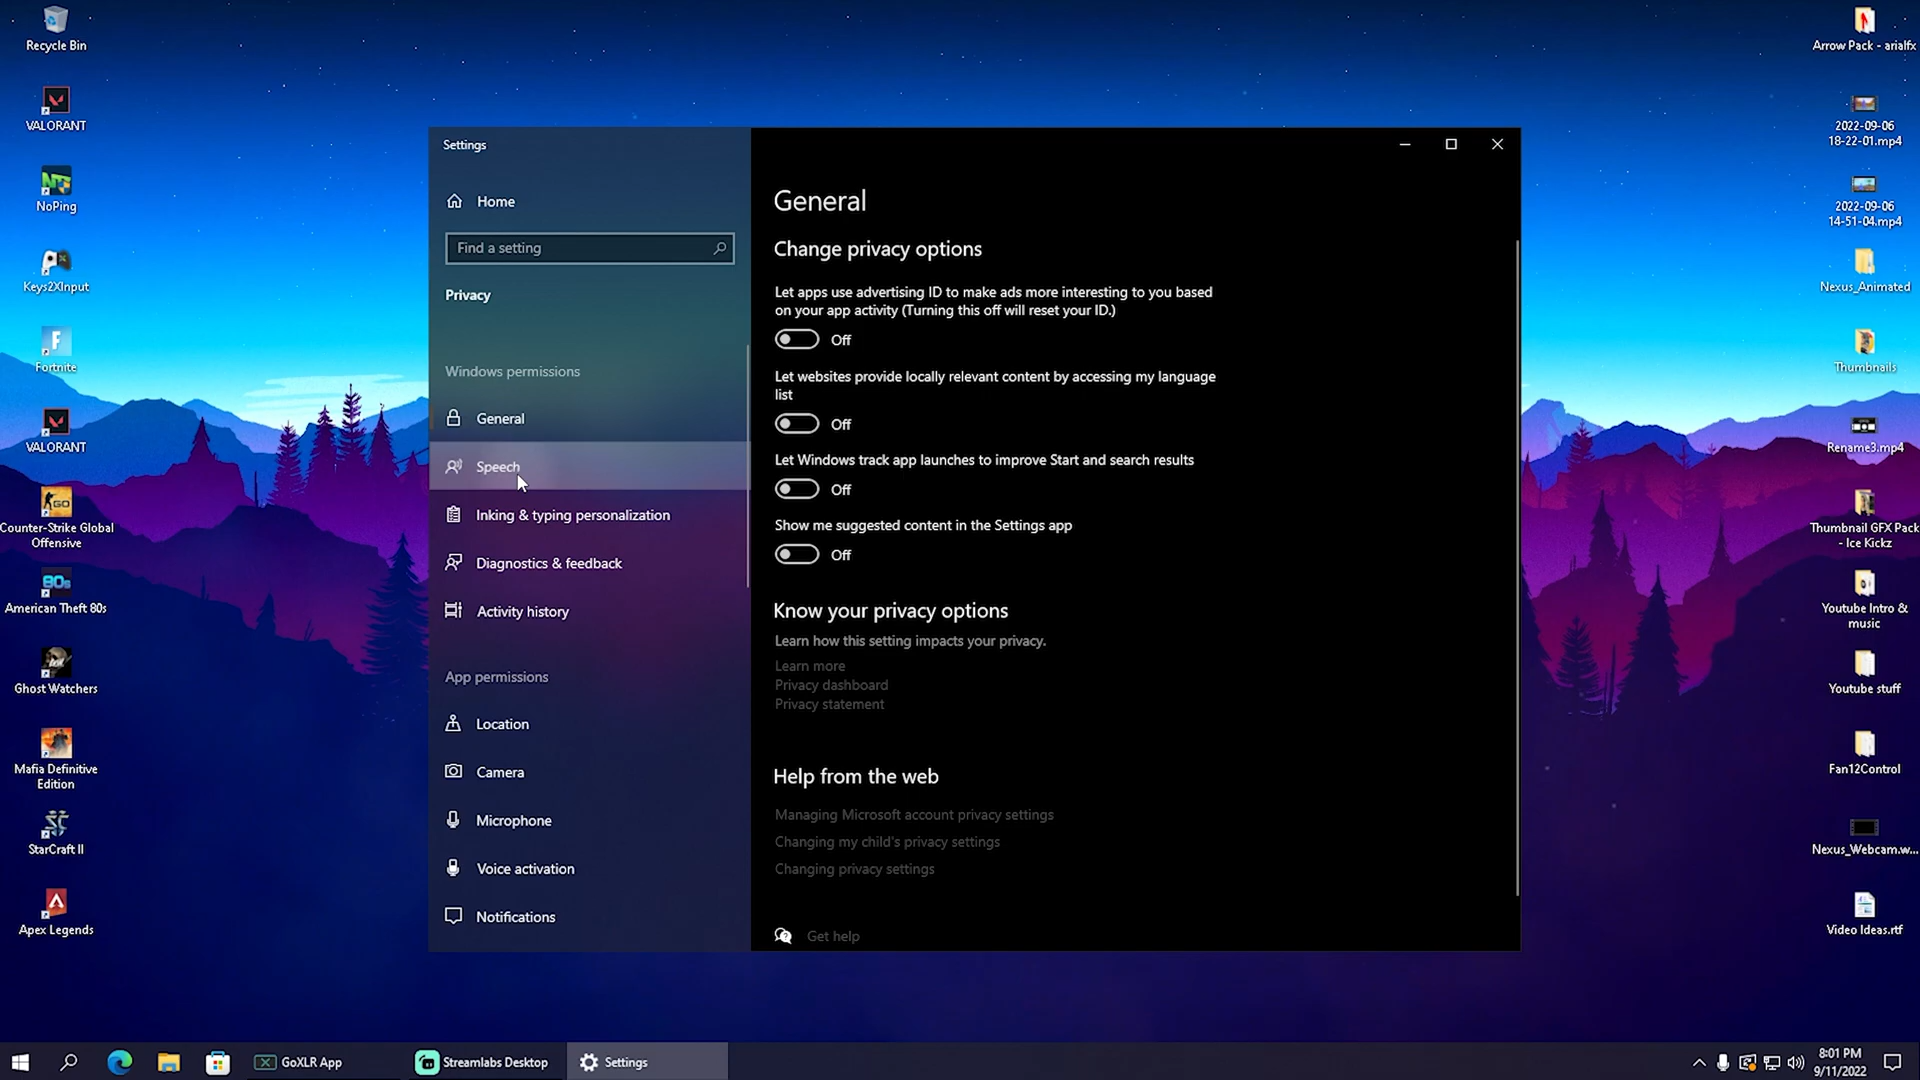 Recycle Bin
VALORANT
NoPing
Keys2XInput
Fortnite
VALORANT
Counter-Strike Global
Offensive
American Theft 80s
Ghost Watchers
Mafia Definitive
Edition
StarCraft II
Apex Legends
Settings
Home
Find a setting
Privacy
Windows permissions
General
Speech
Inking & typing personalization
Diagnostics & feedback
Activity history
App permissions
Location
Camera
Microphone
Voice activation
Notifications
General
Change privacy options
Let apps use advertising ID to make ads more interesting to you based
on your app activity (Turning this off will reset your ID.)
Off
Let websites provide locally relevant content by accessing my language
list
Off
Let Windows track app launches to improve Start and search results
Off
Show me suggested content in the Settings app
Off
Know your privacy options
Learn how this setting impacts your privacy.
Learn more
Privacy dashboard
Privacy statement
Help from the web
Managing Microsoft account privacy settings
Changing my child's privacy settings
Changing privacy settings
Get help
Arrow Pack - arialfx
2022-09-06
18-22-01.mp4
2022-09-06
14-51-04.mp4
Nexus_Animated
Thumbnails
Rename3.mp4
Thumbnail GFX Pack
- Ice Kickz
Youtube Intro &
music
Youtube stuff
Fan12Control
Nexus_Webcam.w...
Video Ideas.rtf
GoXLR App
Streamlabs Desktop
Settings
8:01 PM
9/11/2022